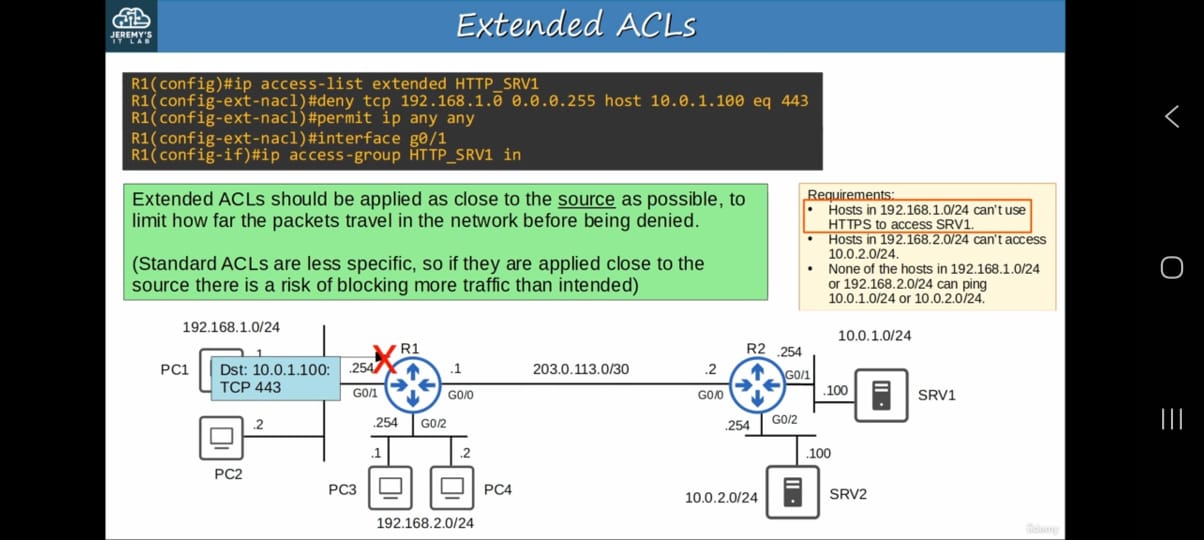 JEREMY'S
IT LAB
Extended ACLs
R1(config)#ip access-list extended HTTP_SRV1
R1(config-ext-nacl)#deny tcp 192.168.1.0 0.0.0.255 host 10.0.1.100 eq 443
R1(config-ext-nacl)#permit ip any any
R1(config-ext-nacl)#interface g0/1
R1(config-if)#ip access-group HTTP_SRV1 in
Extended ACLs should be applied as close to the source as possible, to
limit how far the packets travel in the network before being denied.
(Standard ACLs are less specific, so if they are applied close to the
source there is a risk of blocking more traffic than intended)
Requirements:
• Hosts in 192.168.1.0/24 can't use
HTTPS to access SRV1.
• Hosts in 192.168.2.0/24 can't access
10.0.2.0/24.
• None of the hosts in 192.168.1.0/24
or 192.168.2.0/24 can ping
10.0.1.0/24 or 10.0.2.0/24.
192.168.1.0/24
PC1
.1
Dst: 10.0.1.100:
TCP 443
.254
G0/1
R1
.1
G0/0
203.0.113.0/30
.2
G0/0
R2
.254
G0/1
10.0.1.0/24
.100
SRV1
.2
PC2
.254
G0/2
.1
.2
PC3
PC4
192.168.2.0/24
.254
G0/2
.100
10.0.2.0/24
SRV2
ûdemy